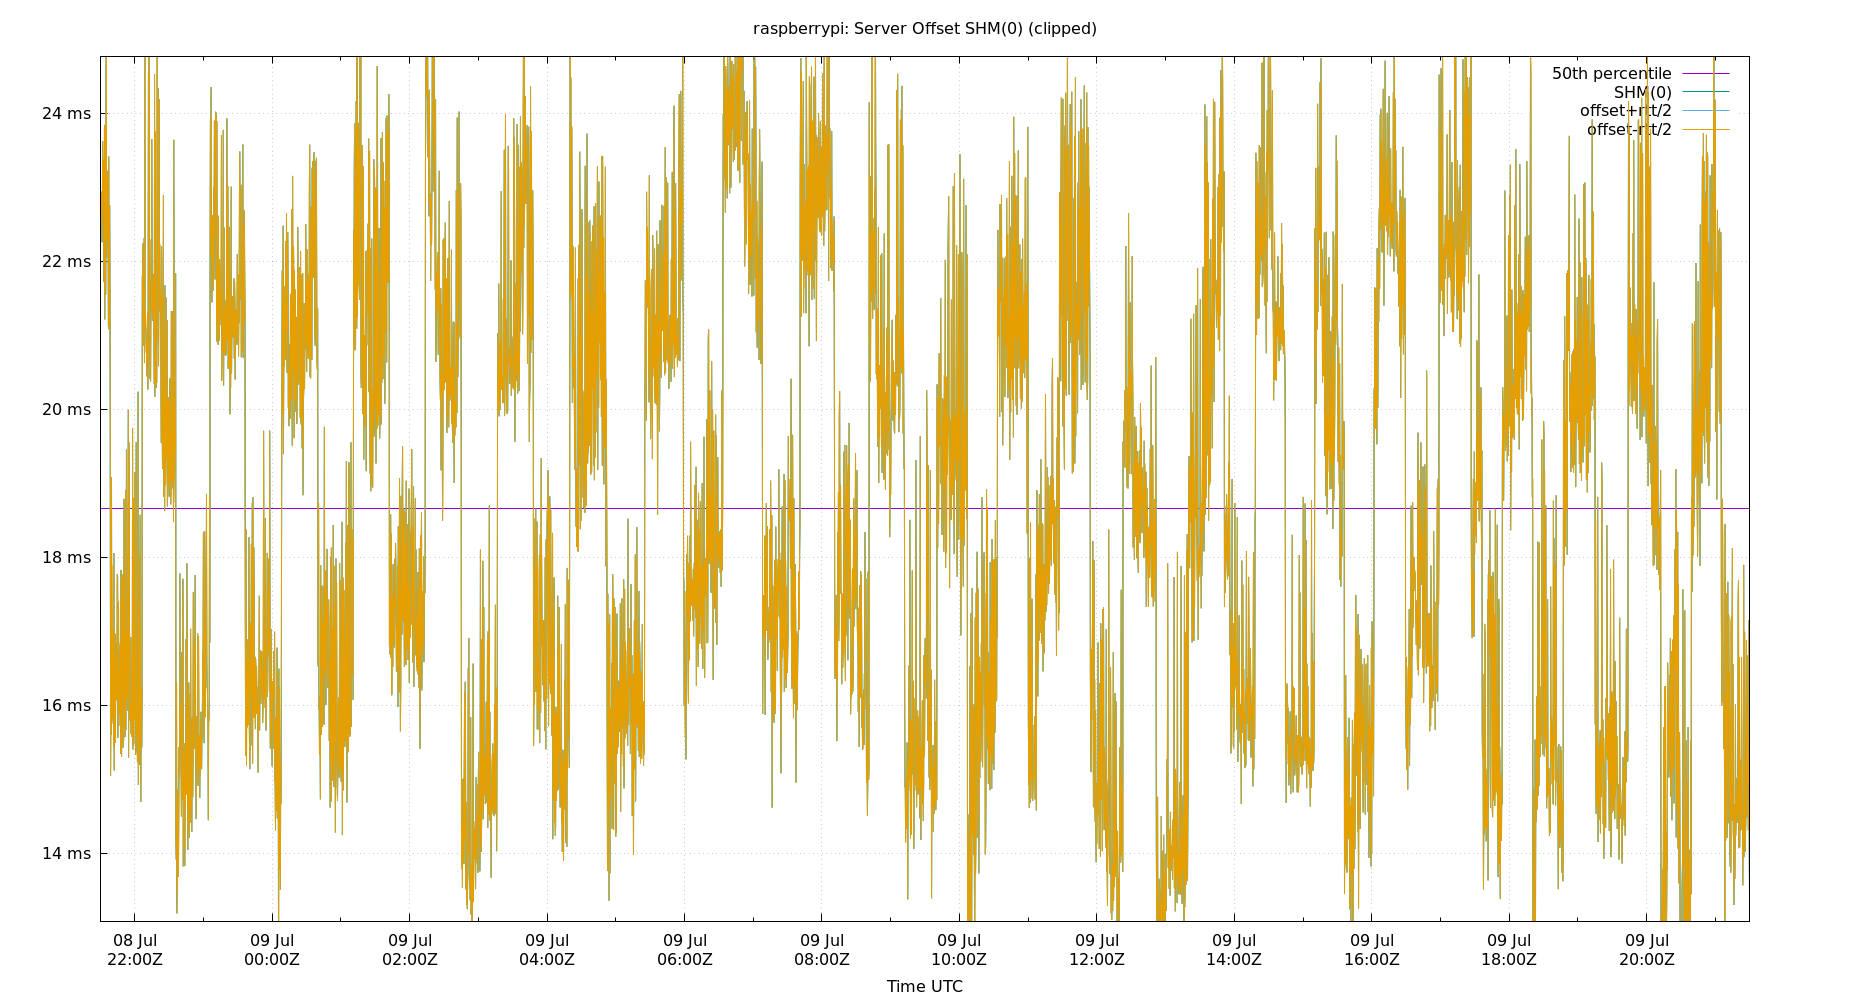 raspberrypi: Server Offset SHM(0) (clipped)
50th percentile
SHM(0)
offset+rtt/2
offset-rtt/2
24 ms
22 ms
20 ms
18 ms
16 ms
14 ms
08 Jul 09 Jul 09 Jul 09 Jul 09 Jul 09 Jul 09 Jul 09 Jul 09 Jul 09 Jul 09 Jul 09 Jul
22:00Z 00:00Z 02:00Z 04:00Z 06:00Z 08:00Z 10:00Z 12:00Z 14:00Z 16:00Z 18:00Z 20:00Z
Time UTC